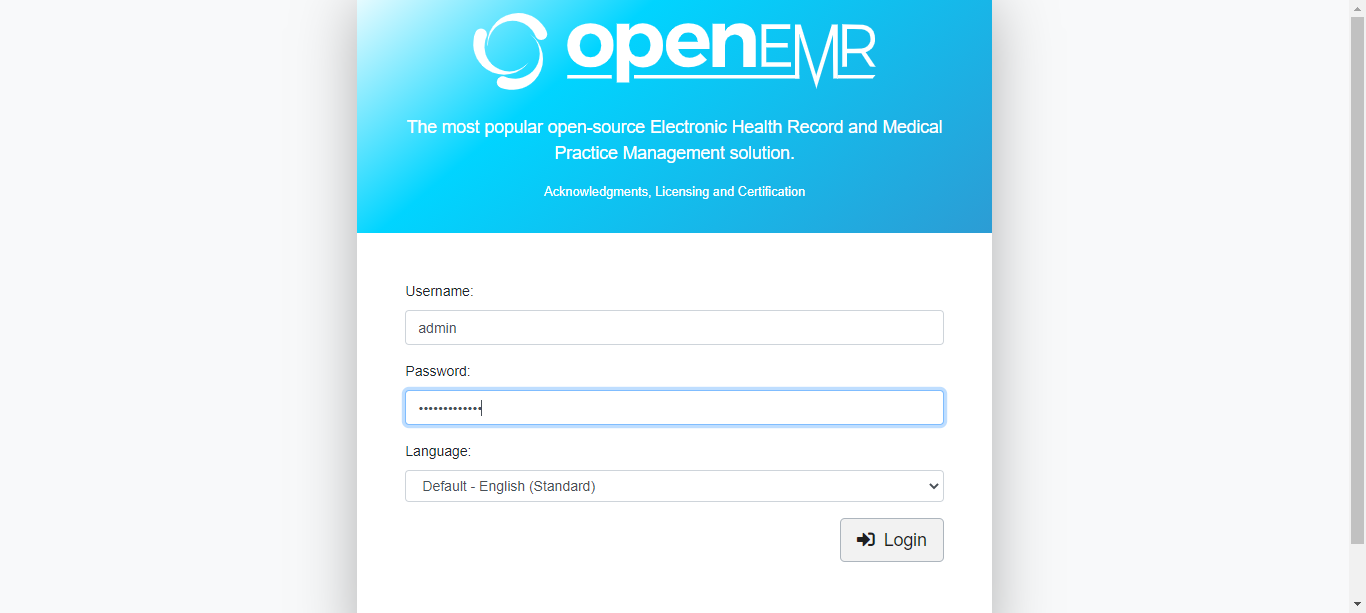 openEMR
The most popular open-source Electronic Health Record and Medical
Practice Management solution.
Acknowledgments, Licensing and Certification
Username:
admin
Password:
•••••••••••••
Language:
Default - English (Standard)
Login